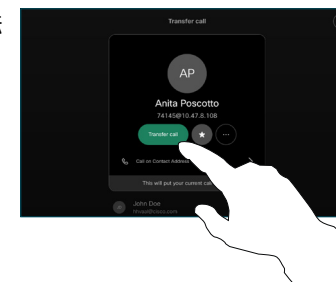 Transfer call
AP
Anita Poscotto
74145@10.47.8.108
Transfer call
Call on Contact Address
This will put your current call
John Doe